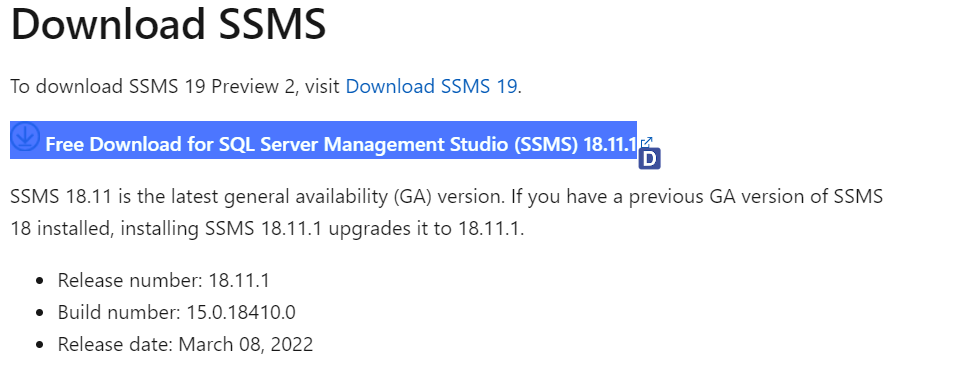 Download SSMS
To download SSMS 19 Preview 2, visit Download SSMS 19.
Free Download for SQL Server Management Studio (SSMS) 18.11.1
D
SSMS 18.11 is the latest general availability (GA) version. If you have a previous GA version of SSMS
18 installed, installing SSMS 18.11.1 upgrades it to 18.11.1.
• Release number: 18.11.1
• Build number: 15.0.18410.0
• Release date: March 08, 2022